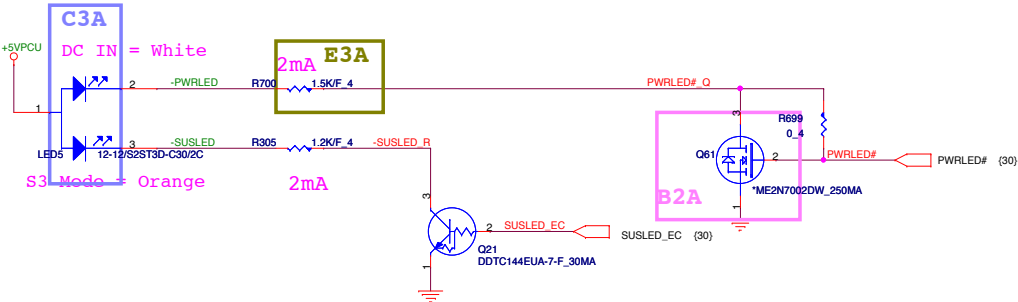 C3A
+5VPCU
DC IN = White
E3A
2mA
2
-PWRLED
R700
1.5K/F_4
PWRLED#_Q
1
3
R699
0_4
3
-SUSLED
R305
1.2K/F_4
-SUSLED_R
LED5
12-12/S2ST3D-C30/2C
Q61
2
PWRLED#
PWRLED# {30}
S3 Mode = Orange
2mA
*ME2N7002DW_250MA
B2A
1
3
2
SUSLED_EC
SUSLED_EC {30}
Q21
DDTC144EUA-7-F_30MA
1